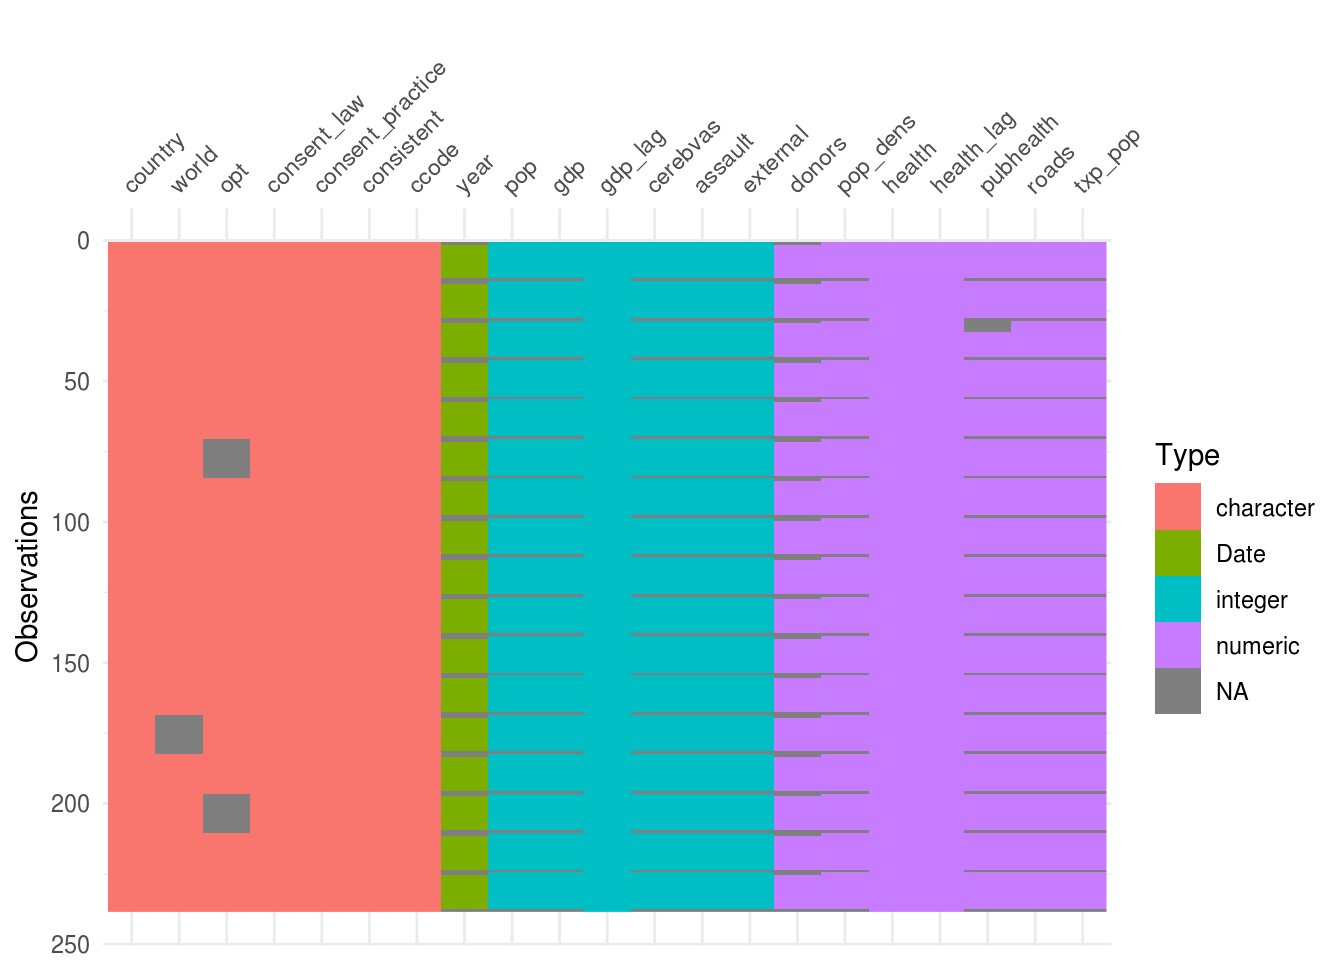 country
world
opt
consent_law
consent_practice
consistent
ccode
year
pop
gdp
gdp_lag
cerebvas
assault
external
donors
pop_dens
health
health_lag
pubhealth
roads
txp_pop
0
50
100
150
200
250
Observations
Type
character
Date
integer
numeric
NA